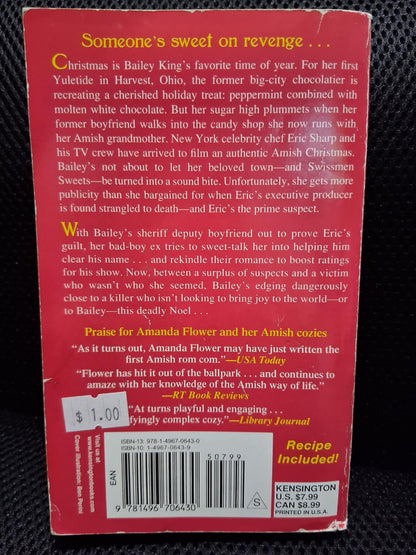 Someone's sweet on revenge . . .
Christmas is Bailey King's favorite time of year. For her first
Yuletide in Harvest, Ohio, the former big-city chocolatier is
recreating a cherished holiday treat: peppermint combined with
molten white chocolate. But her sugar high plummets when her
former boyfriend walks into the candy shop she now runs with
her Amish grandmother. New York celebrity chef Eric Sharp and
his TV crew have arrived to film an authentic Amish Christmas.
Bailey's not about to let her beloved town—and Swissmen
Sweets—be turned into a sound bite. Unfortunately, she gets more
publicity than she bargained for when Eric's executive producer
is found strangled to death—and Eric's the prime suspect.
With Bailey's sheriff deputy boyfriend out to prove Eric's
guilt, her bad-boy ex tries to sweet-talk her into helping him
clear his name . . . and rekindle their romance to boost ratings
for his show. Now, between a surplus of suspects and a victim
who wasn't who she seemed, Bailey's edging dangerously
close to a killer who isn't looking to bring joy to the world—or
to Bailey—this deadly Noel . . .
Praise for Amanda Flower and her Amish cozies
"As it turns out, Amanda Flower may have just written the
first Amish rom com."—USA Today
"Flower has hit it out of the ballpark . . . and continues to
amaze with her knowledge of the Amish way of life."
—RT Book Reviews
"At turns playful and engaging . . .
fyingly complex cozy."—Library Journal
$ 1.00
Visit us at
www.kensingtonbooks.com
Cover illustration: Ben Perini
ISBN-13: 978-1-4967-0643-0
ISBN-10: 1-4967-0643-9
50799
EAN
9 781496 706430
S
Recipe
Included!
KENSINGTON
U.S. $7.99
CAN $8.99
PRINTED IN U.S.A.